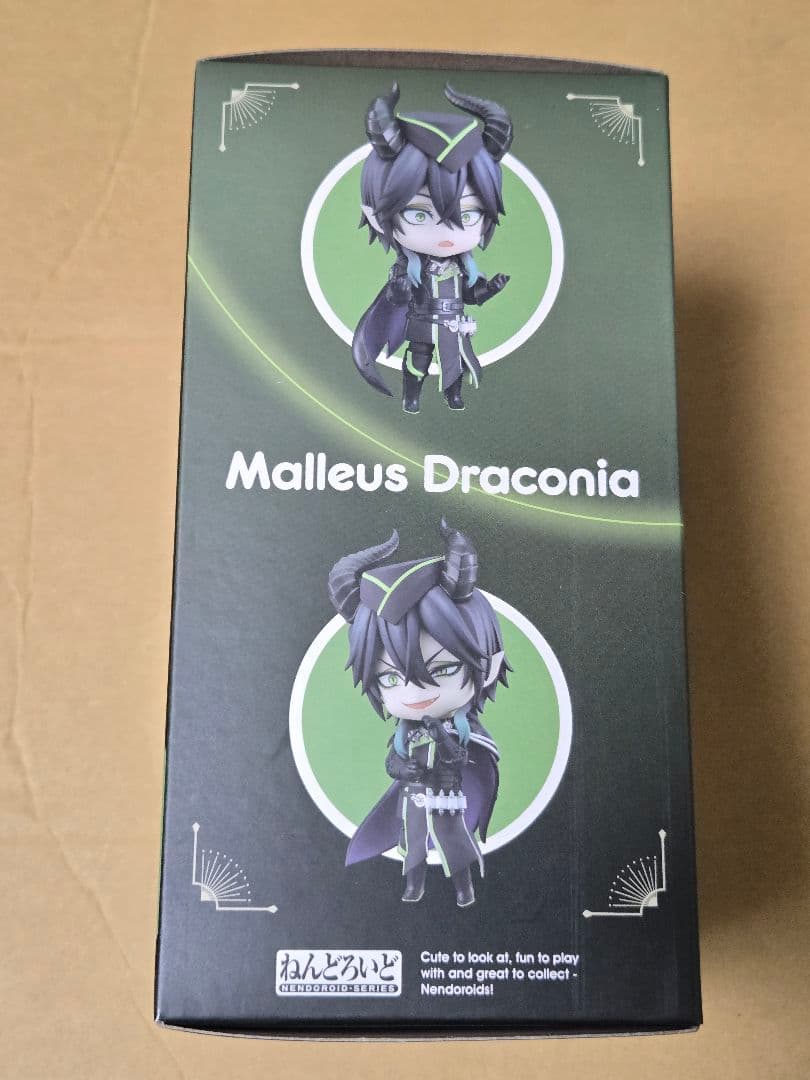 Malleus Draconia
ねんどろいど
NENDOROID-SERIES
Cute to look at, fun to play
with and great to collect -
Nendoroids!